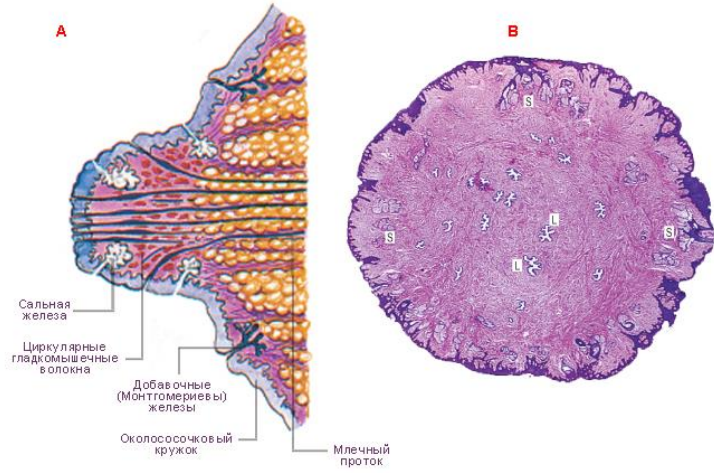 A
B
S
L
S
S
L
Сальная
железа
Циркулярные
гладкомышечные
волокна
Добавочные
(Монтгомериевы)
железы
Околососочковый
кружок
Млечный
проток